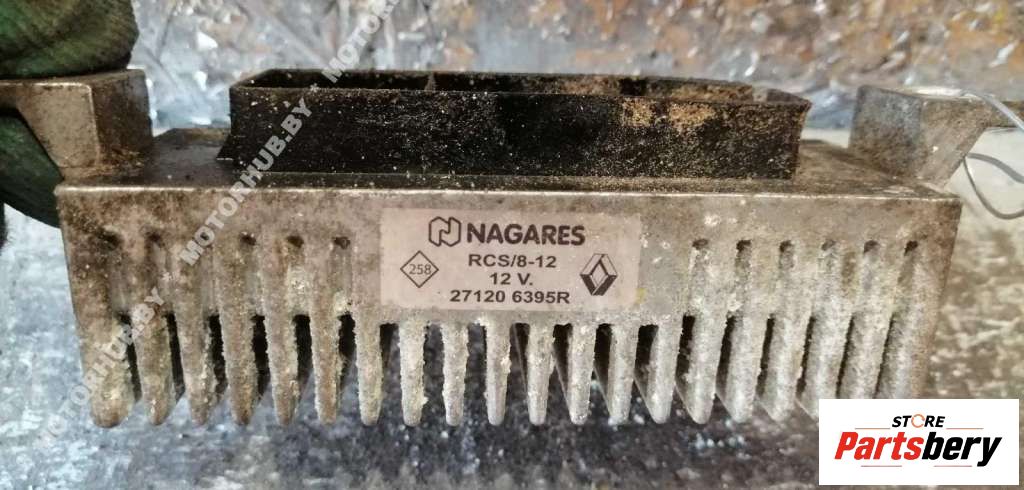 MOTORHUB.BY * MOTORHUB.BY * MOTORHUB.BY
NAGARES
RCS/8-12
258
12 V.
27120 6395R
STORE
Partsbery